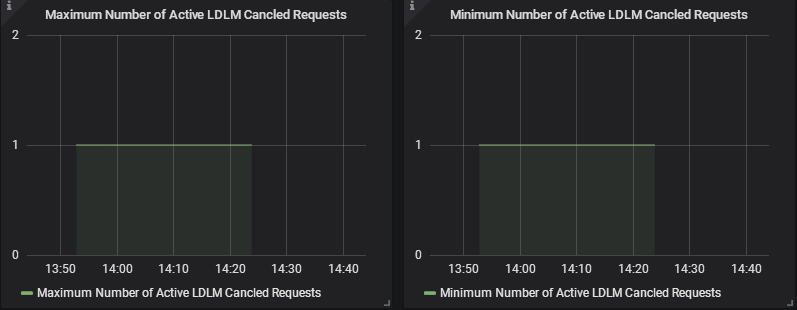 i
Maximum Number of Active LDLM Cancled Requests
2
1
0
13:50 14:00 14:10 14:20 14:30 14:40
Maximum Number of Active LDLM Cancled Requests
i
Minimum Number of Active LDLM Cancled Requests
2
1
0
13:50 14:00 14:10 14:20 14:30 14:40
Minimum Number of Active LDLM Cancled Requests